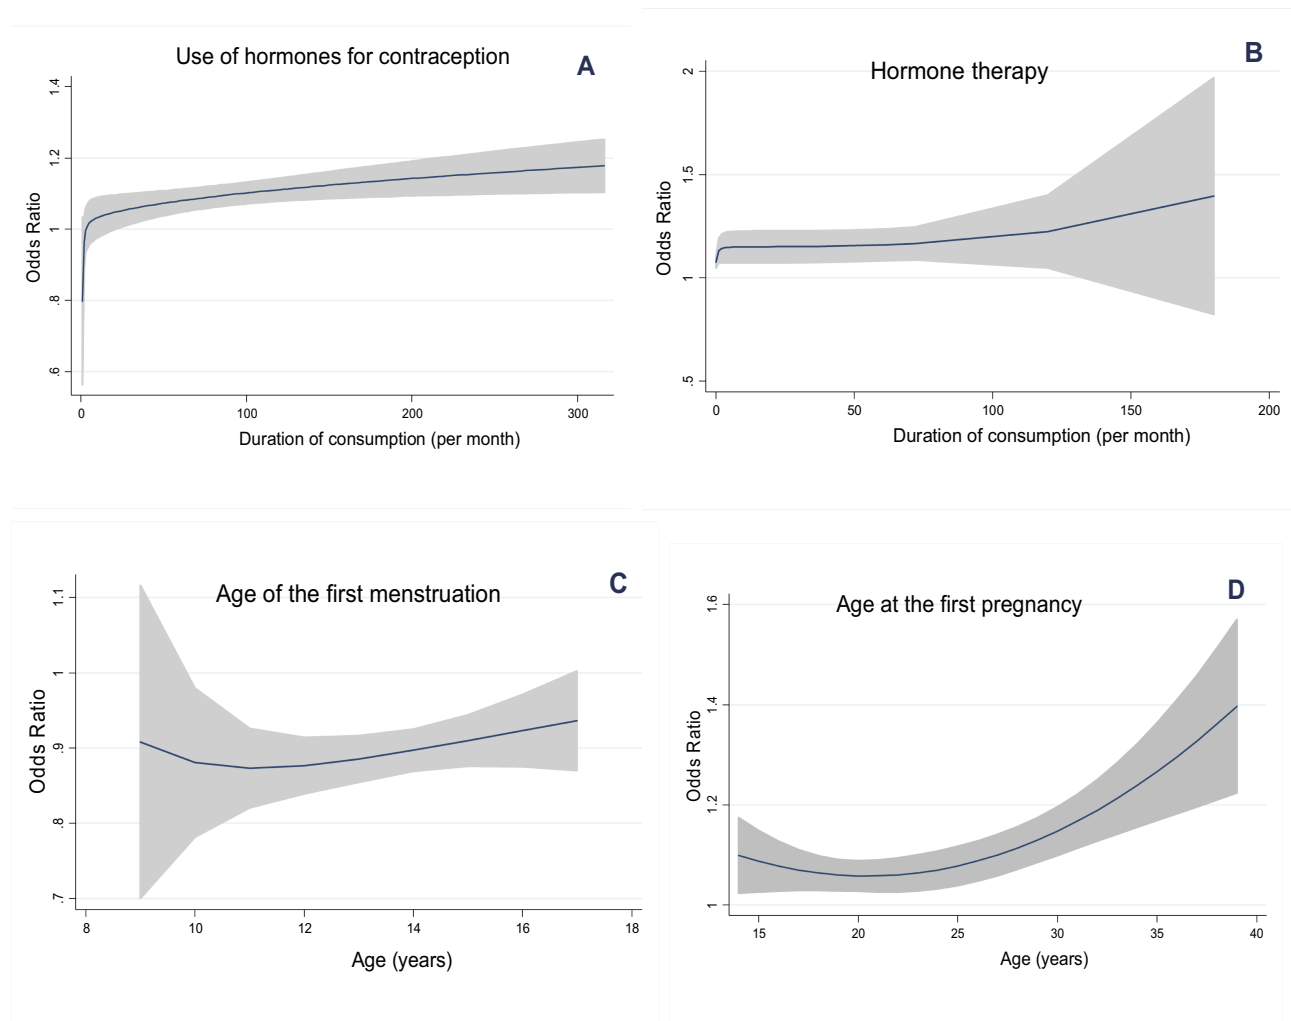 Use of hormones for contraception
A
1.4
1.2
1
.8
.6
Odds Ratio
0 100 200 300
Duration of consumption (per month)
Hormone therapy
B
2
1.5
1
.5
Odds Ratio
0 50 100 150 200
Duration of consumption (per month)
Age of the first menstruation
C
1.1
1
.9
.8
.7
Odds Ratio
8 10 12 14 16 18
Age (years)
Age at the first pregnancy
D
1.6
1.4
1.2
1
Odds Ratio
15 20 25 30 35 40
Age (years)